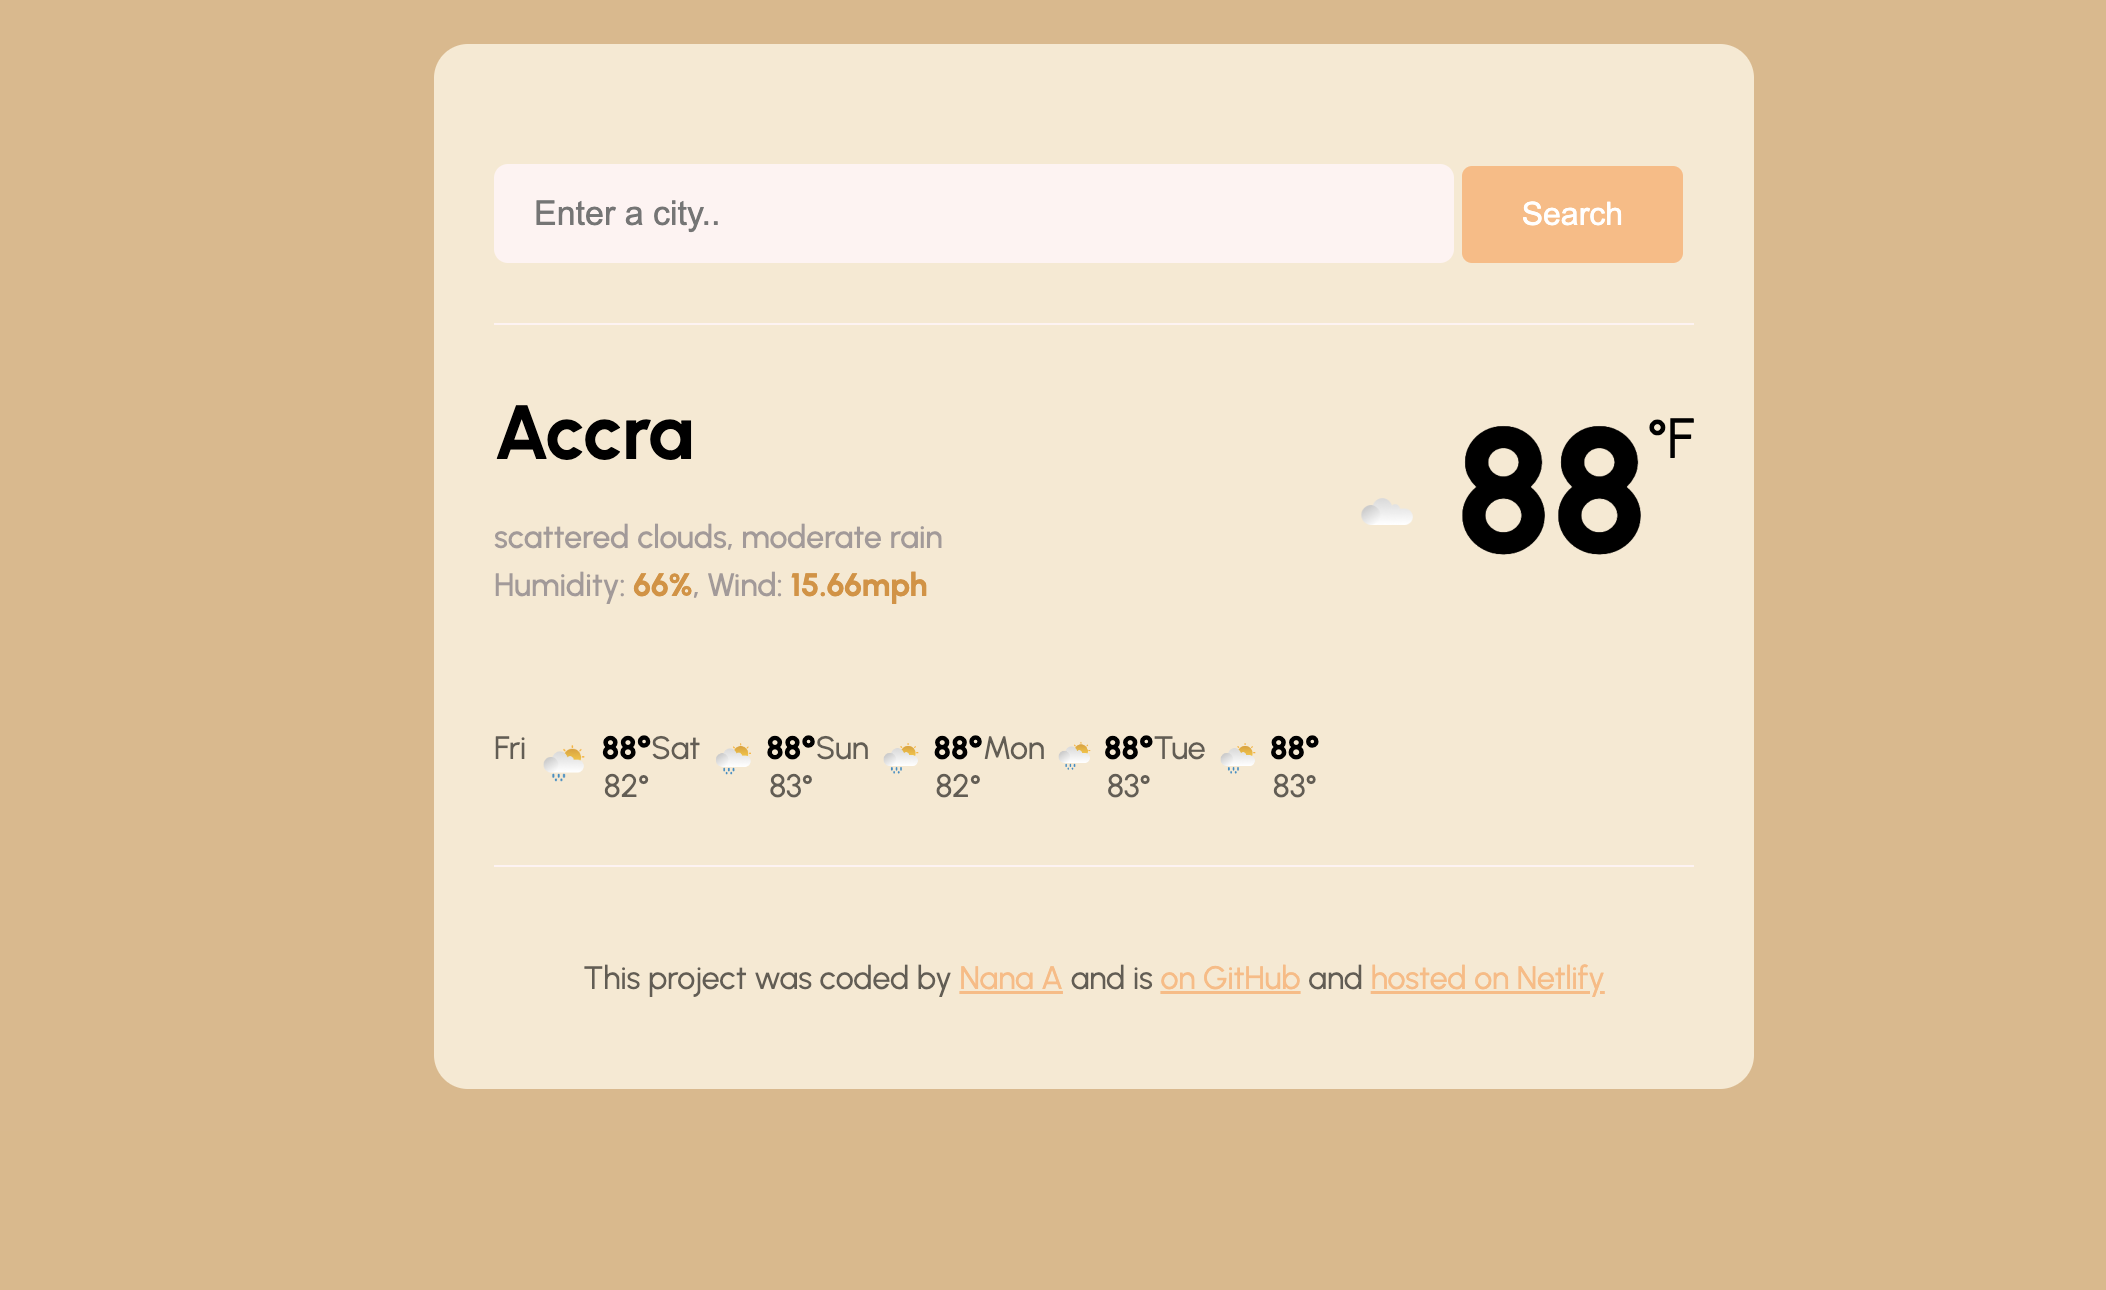 Enter a city..
Search
Accra
88°F
scattered clouds, moderate rain
Humidity: 66%, Wind: 15.66mph
Fri 88°Sat 88°Sun 88°Mon 88°Tue 88°
82° 83° 82° 83° 83°
This project was coded by Nana A and is on GitHub and hosted on Netlify